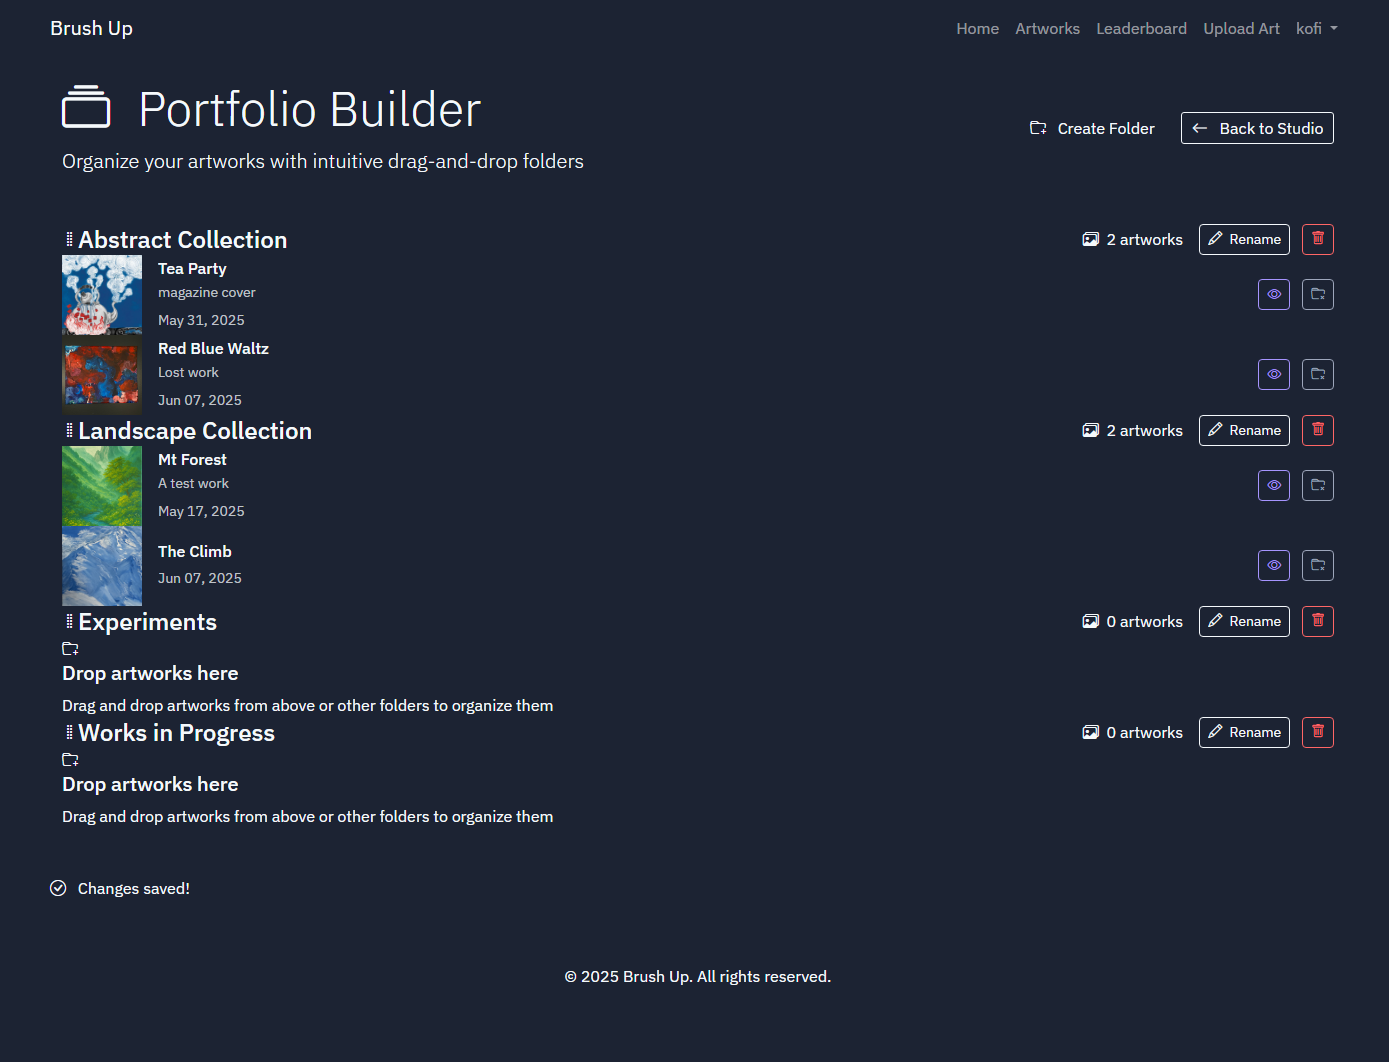 Brush Up
Home Artworks Leaderboard Upload Art kofi
Portfolio Builder
Create Folder Back to Studio
Organize your artworks with intuitive drag-and-drop folders
Abstract Collection 2 artworks Rename
Tea Party
magazine cover
May 31, 2025
Red Blue Waltz
Lost work
Jun 07, 2025
Landscape Collection 2 artworks Rename
Mt Forest
A test work
May 17, 2025
The Climb
Jun 07, 2025
Experiments 0 artworks Rename
Drop artworks here
Drag and drop artworks from above or other folders to organize them
Works in Progress 0 artworks Rename
Drop artworks here
Drag and drop artworks from above or other folders to organize them
Changes saved!
© 2025 Brush Up. All rights reserved.